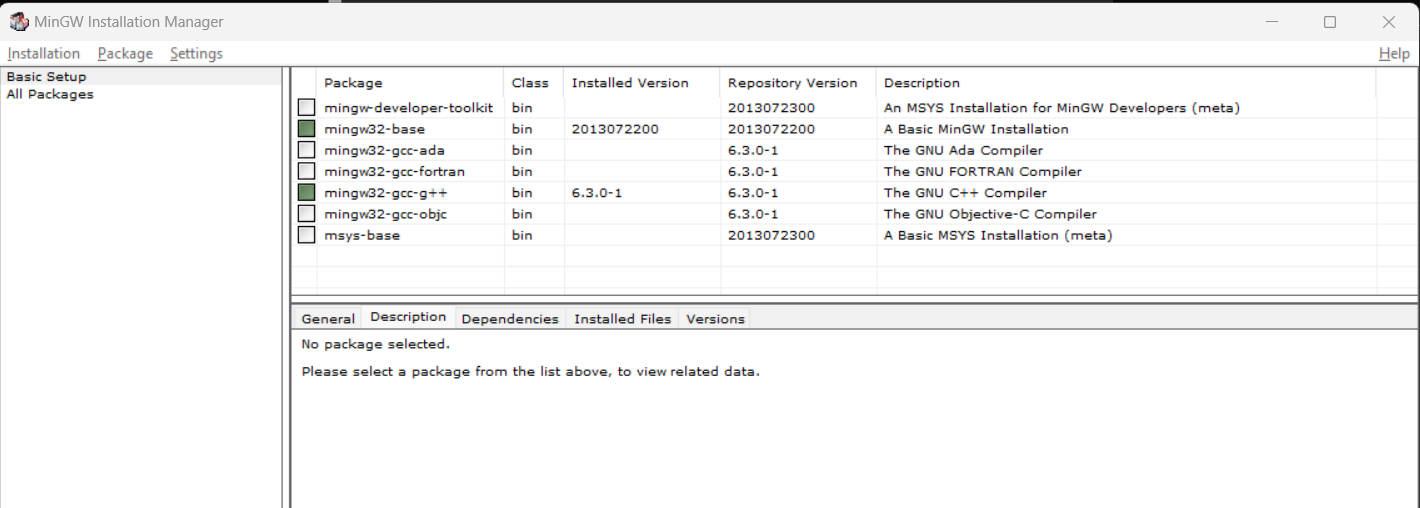 MinGW Installation Manager
Installation Package Settings Help
Basic Setup
All Packages
Package Class Installed Version Repository Version Description
mingw-developer-toolkit bin 2013072300 An MSYS Installation for MinGW Developers (meta)
mingw32-base bin 2013072200 2013072200 A Basic MinGW Installation
mingw32-gcc-ada bin 6.3.0-1 The GNU Ada Compiler
mingw32-gcc-fortran bin 6.3.0-1 The GNU FORTRAN Compiler
mingw32-gcc-g++ bin 6.3.0-1 6.3.0-1 The GNU C++ Compiler
mingw32-gcc-objc bin 6.3.0-1 The GNU Objective-C Compiler
msys-base bin 2013072300 A Basic MSYS Installation (meta)
General Description Dependencies Installed Files Versions
No package selected.
Please select a package from the list above, to view related data.